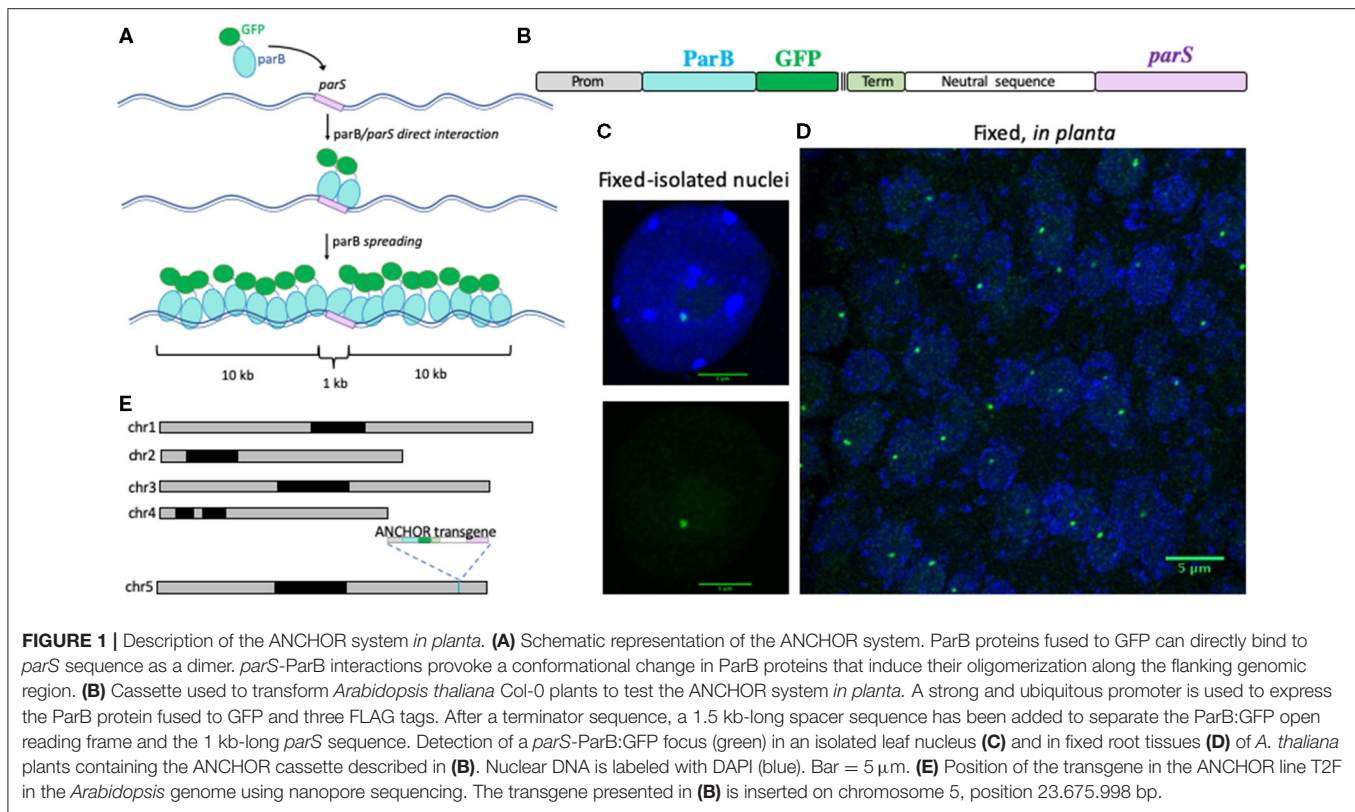 A
GFP
parB
parS
parB/parS direct interaction
parB spreading
10 kb
1 kb
10 kb
B
ParB
GFP
parS
Prom
Term
Neutral sequence
C
Fixed-isolated nuclei
5 µm
5 µm
D
Fixed, in planta
5 µm
E
chr1
chr2
chr3
chr4
ANCHOR transgene
chr5
FIGURE 1 | Description of the ANCHOR system in planta. (A) Schematic representation of the ANCHOR system. ParB proteins fused to GFP can directly bind to
parS sequence as a dimer. parS-ParB interactions provoke a conformational change in ParB proteins that induce their oligomerization along the flanking genomic
region. (B) Cassette used to transform Arabidopsis thaliana Col-0 plants to test the ANCHOR system in planta. A strong and ubiquitous promoter is used to express
the ParB protein fused to GFP and three FLAG tags. After a terminator sequence, a 1.5 kb-long spacer sequence has been added to separate the ParB:GFP open
reading frame and the 1 kb-long parS sequence. Detection of a parS-ParB:GFP focus (green) in an isolated leaf nucleus (C) and in fixed root tissues (D) of A. thaliana
plants containing the ANCHOR cassette described in (B). Nuclear DNA is labeled with DAPI (blue). Bar = 5 µm. (E) Position of the transgene in the ANCHOR line T2F
in the Arabidopsis genome using nanopore sequencing. The transgene presented in (B) is inserted on chromosome 5, position 23.675.998 bp.